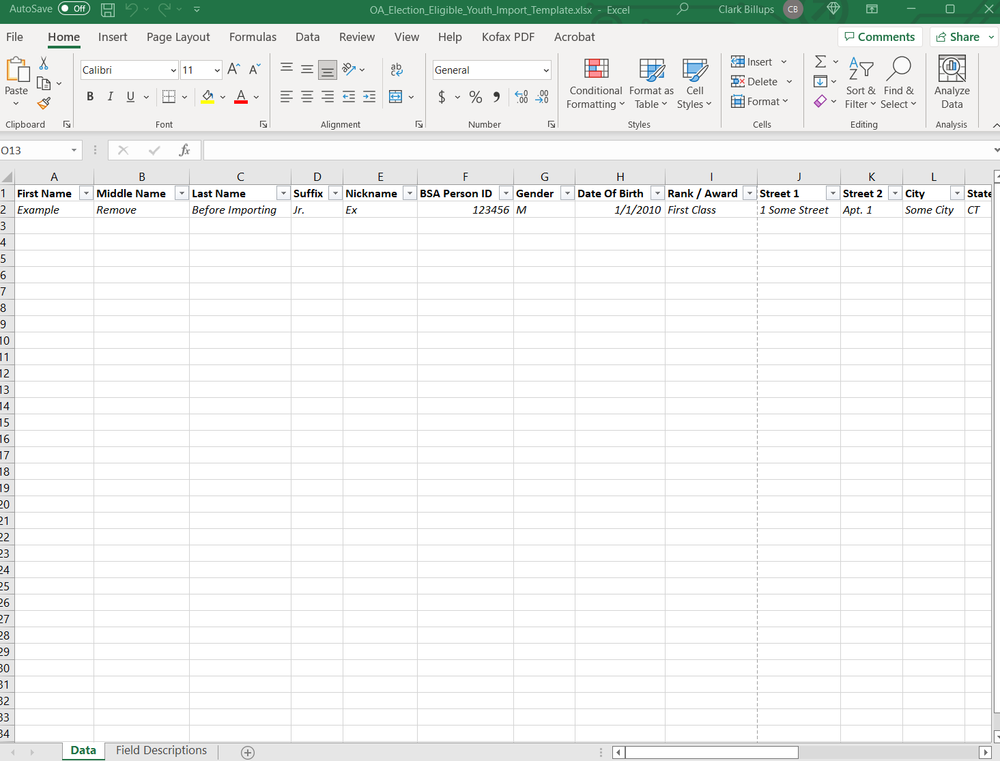 AutoSave Off OA_Election_Eligible_Youth_Import_Template.xlsx - Excel Clark Billups CB
File Home Insert Page Layout Formulas Data Review View Help Kofax PDF Acrobat Comments Share
Paste
Calibri 11
B I U A
ab
General
$ % 9 .00
Conditional Formatting
Format as Table
Cell Styles
Insert
Delete
Format
Sort & Filter
Find & Select
Analyze Data
Clipboard Font Alignment Number Styles Cells Editing Analysis
O13 fx
A B C D E F G H I J K L
1 First Name Middle Name Last Name Suffix Nickname BSA Person ID Gender Date Of Birth Rank / Award Street 1 Street 2 City State
2 Example Remove Before Importing Jr. Ex 123456 M 1/1/2010 First Class 1 Some Street Apt. 1 Some City CT
3
4
5
6
7
8
9
10
11
12
13
14
15
16
17
18
19
20
21
22
23
24
25
26
27
28
29
30
31
32
33
34
Data Field Descriptions